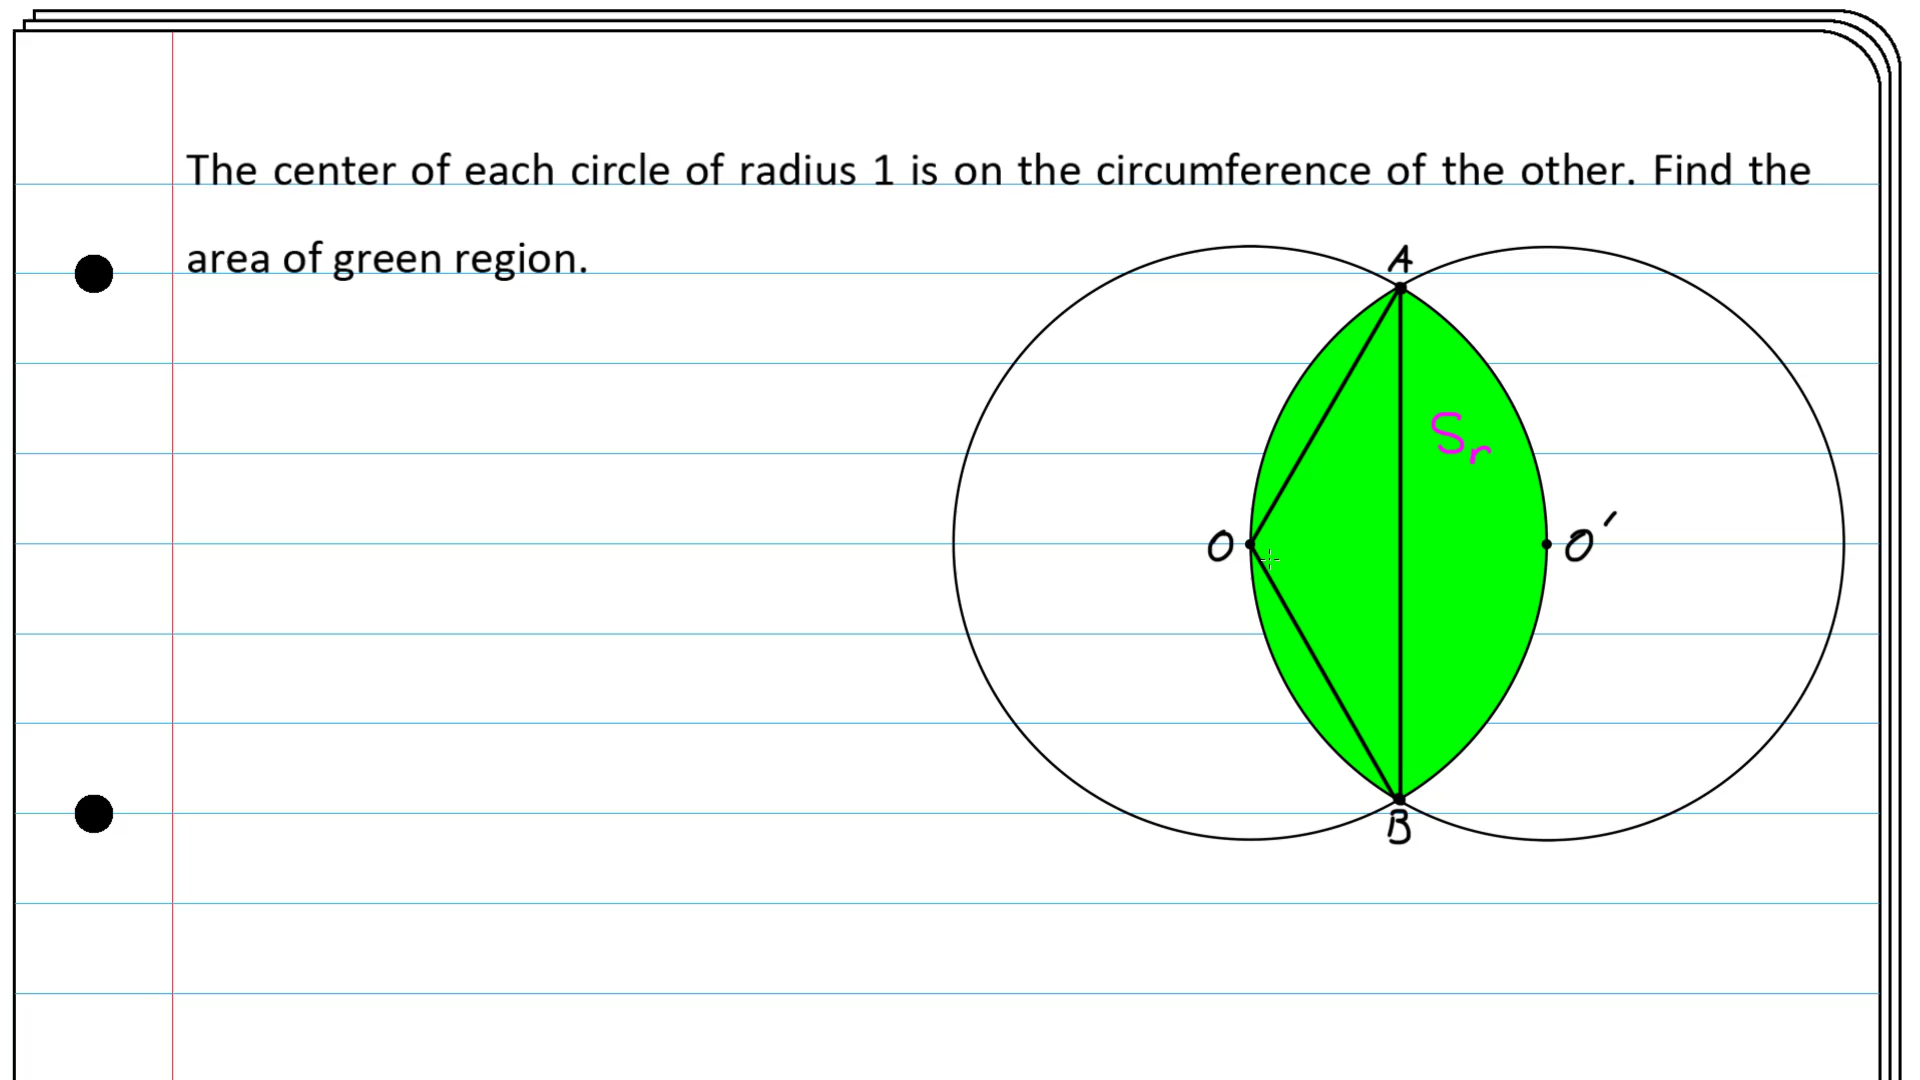 The center of each circle of radius 1 is on the circumference of the other. Find the
area of green region.
A
Sr
O
O′
B